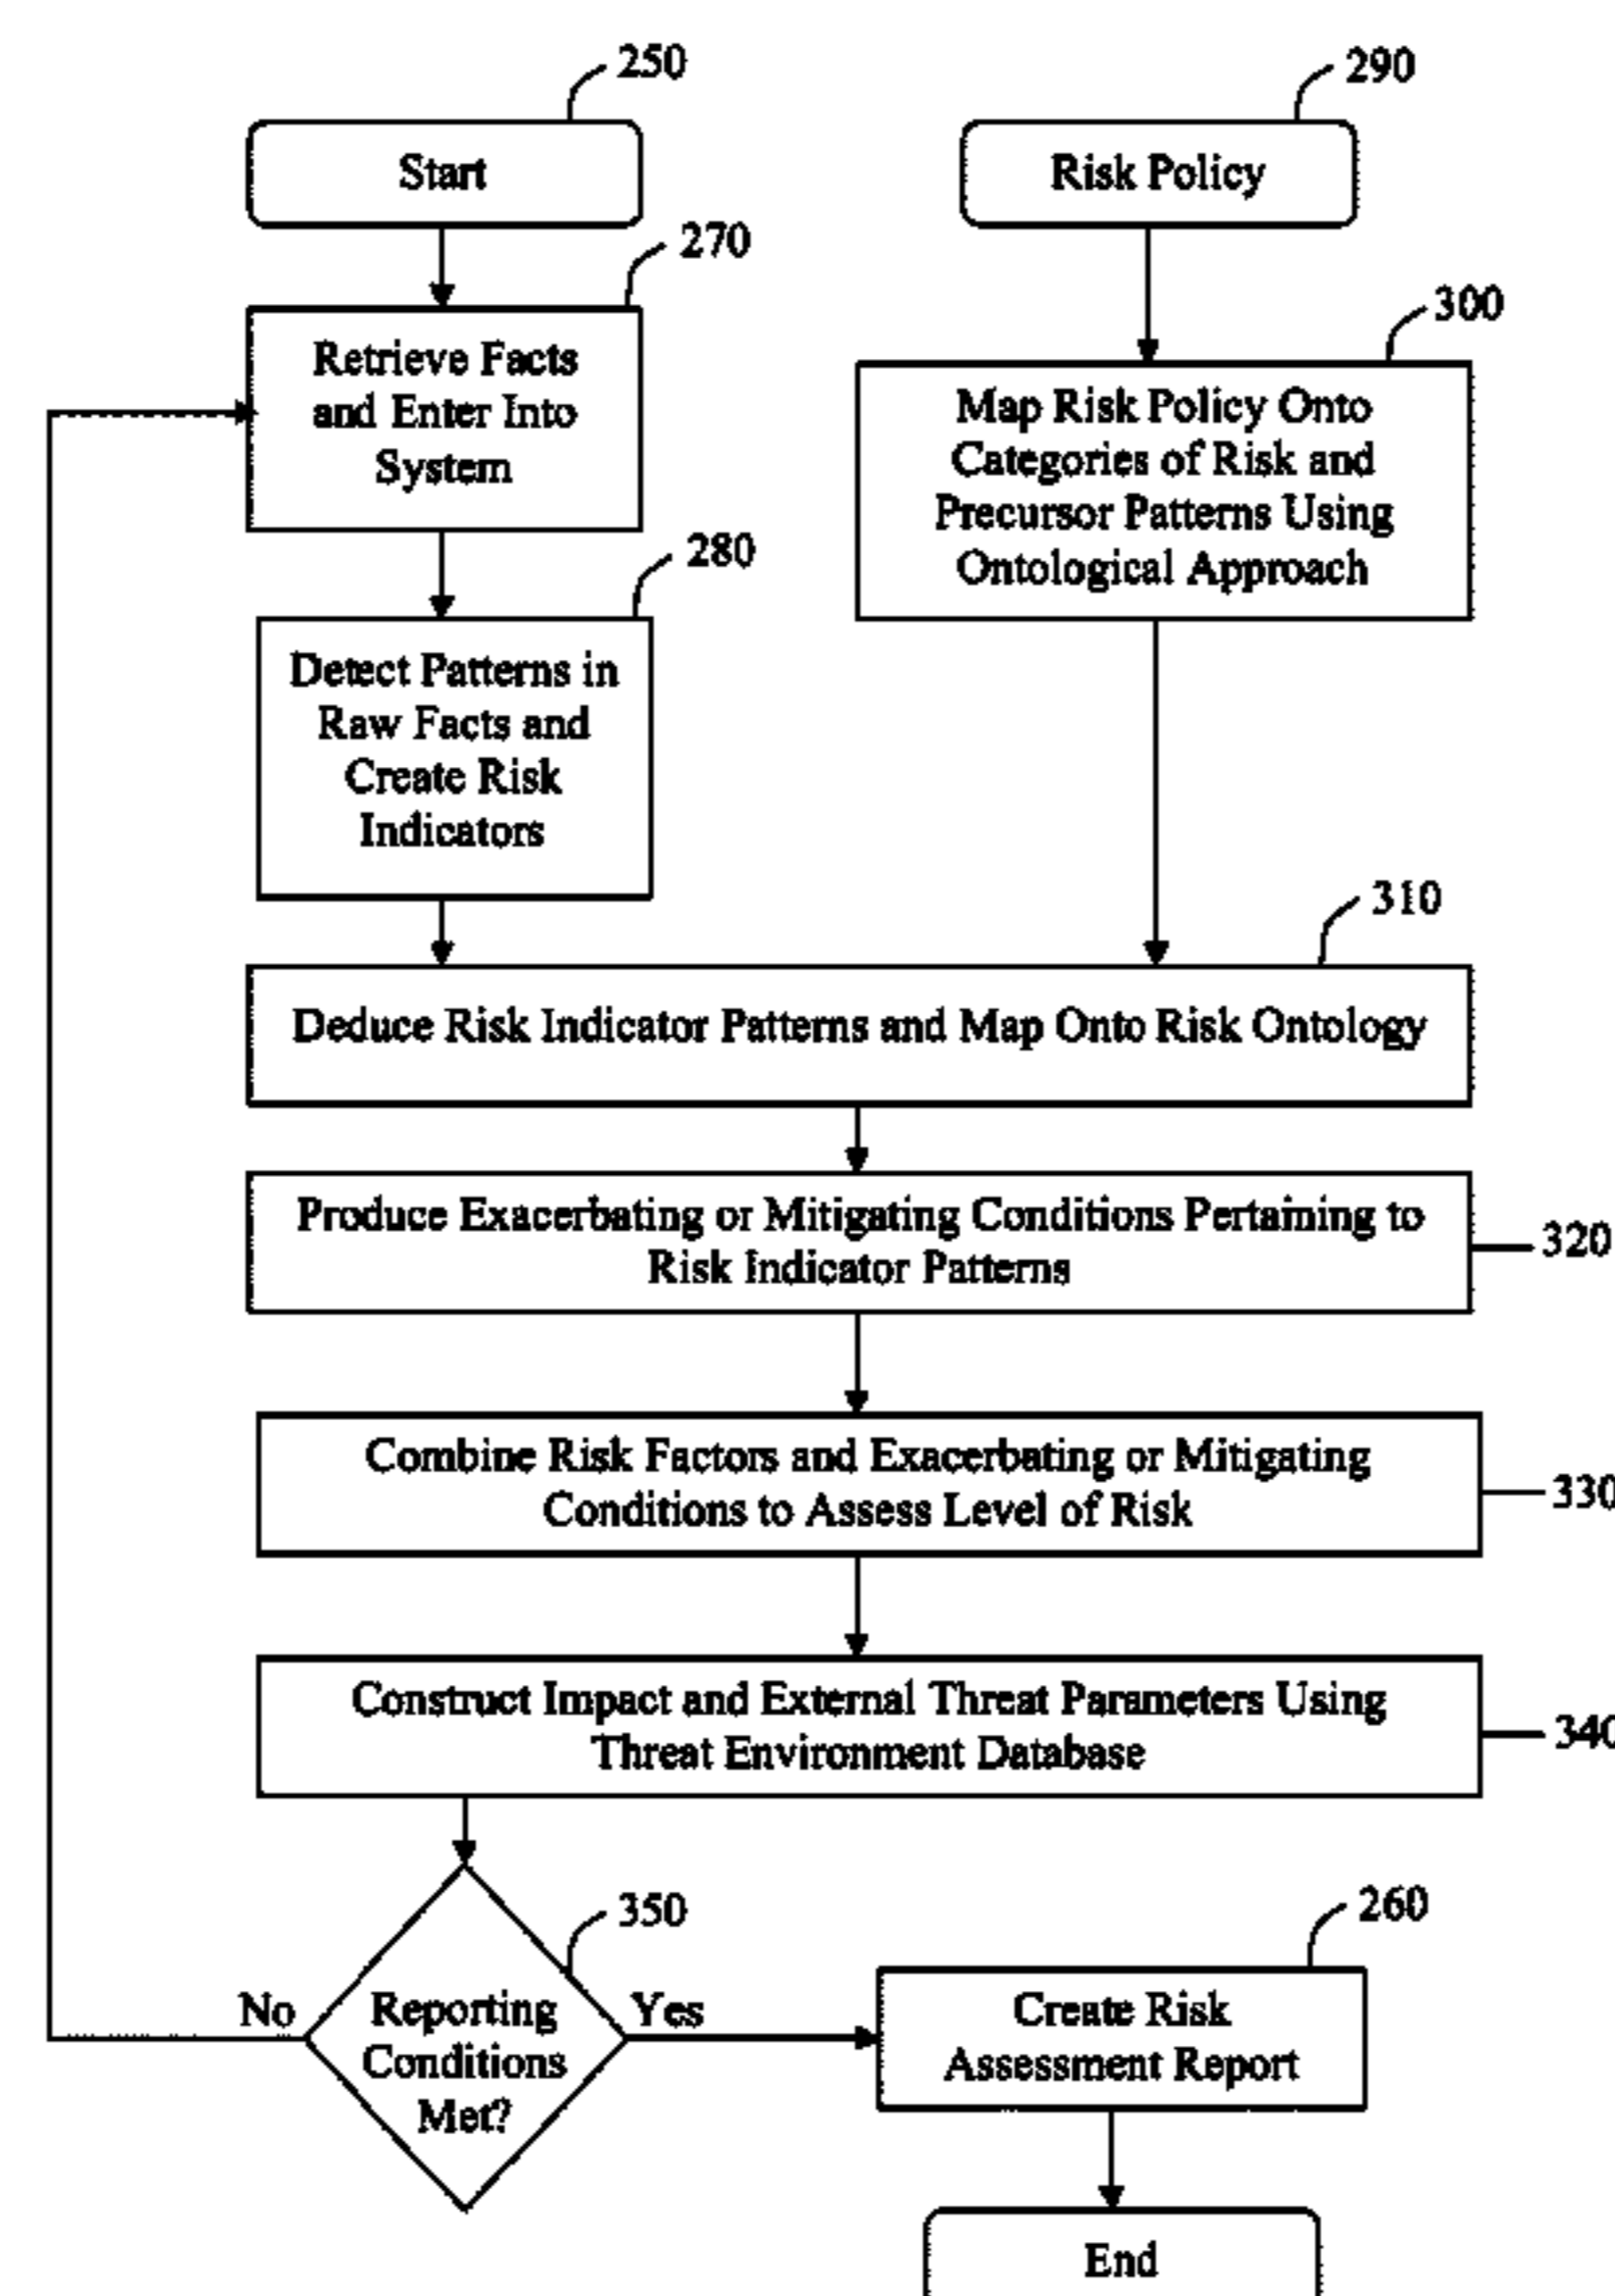 250
Start
290
Risk Policy
270
Retrieve Facts
and Enter Into
System
300
Map Risk Policy Onto
Categories of Risk and
Precursor Patterns Using
Ontological Approach
280
Detect Patterns in
Raw Facts and
Create Risk
Indicators
310
Deduce Risk Indicator Patterns and Map Onto Risk Ontology
Produce Exacerbating or Mitigating Conditions Pertaining to
Risk Indicator Patterns
320
Combine Risk Factors and Exacerbating or Mitigating
Conditions to Assess Level of Risk
330
Construct Impact and External Threat Parameters Using
Threat Environment Database
340
350
Reporting
Conditions
Met?
No
Yes
260
Create Risk
Assessment Report
End